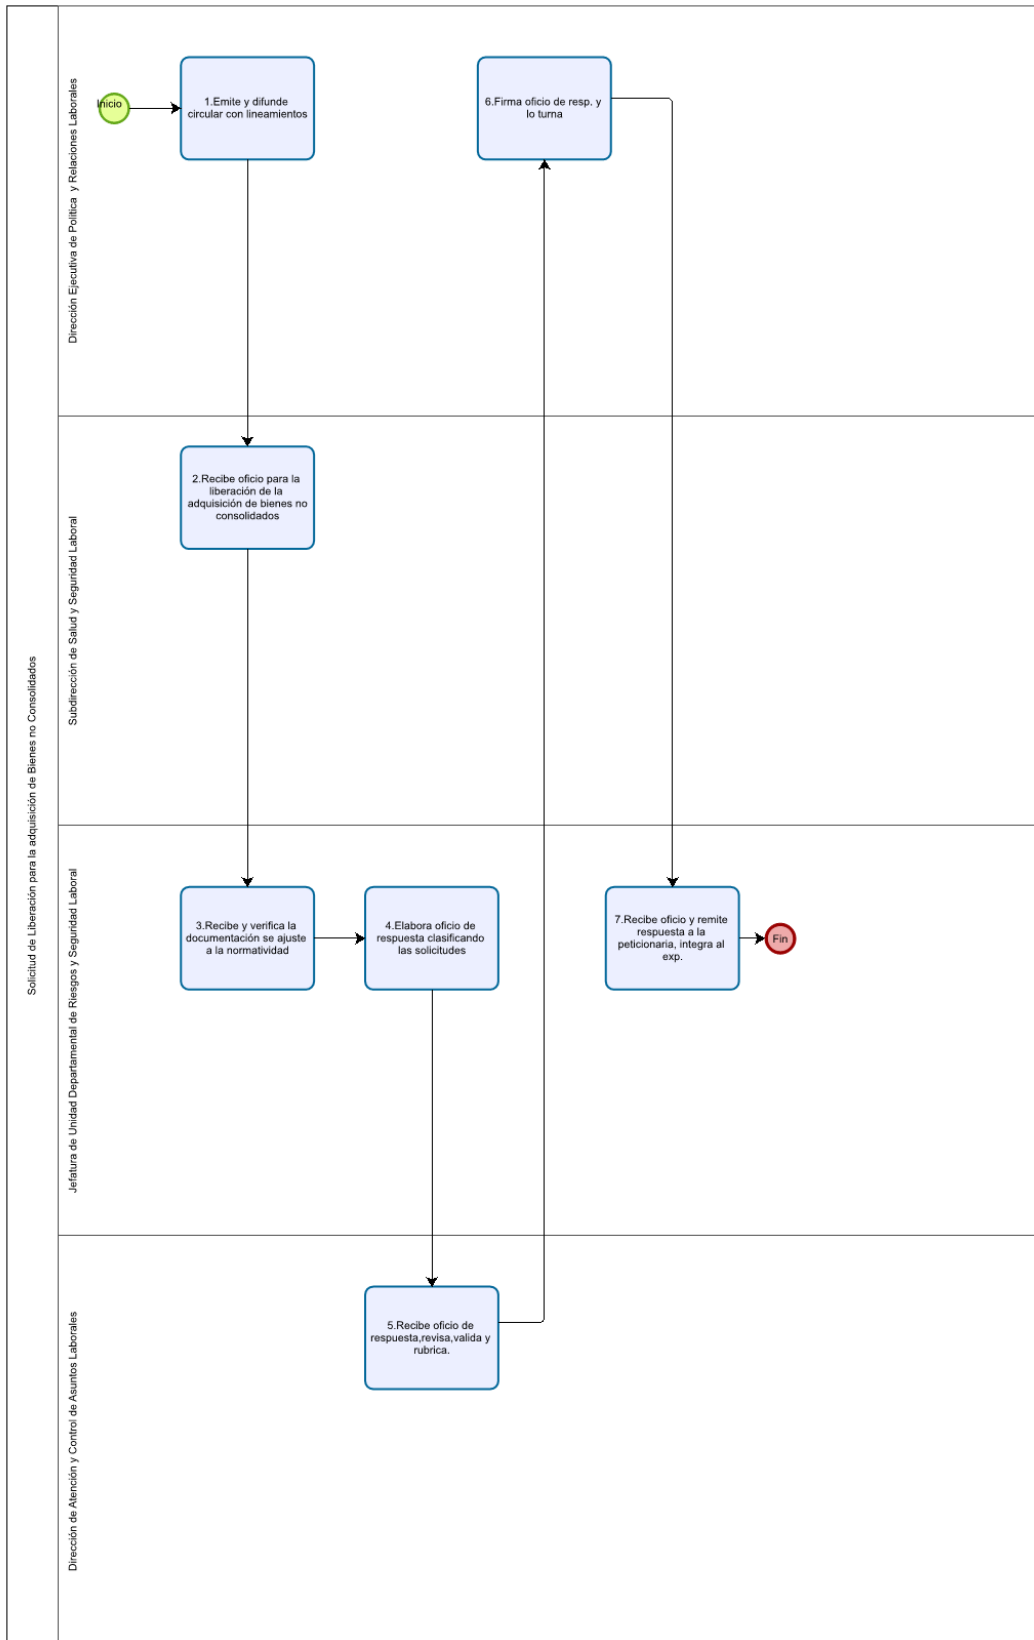 Solicitud de Liberación para la adquisición de Bienes no Consolidados
Dirección Ejecutiva de Política y Relaciones Laborales
Inicio
1.Emite y difunde
circular con lineamientos
6.Firma oficio de resp. y
lo turna
Subdirección de Salud y Seguridad Laboral
2.Recibe oficio para la
liberación de la
adquisición de bienes no
consolidados
Jefatura de Unidad Departamental de Riesgos y Seguridad Laboral
3.Recibe y verifica la
documentación se ajuste
a la normatividad
4.Elabora oficio de
respuesta clasificando
las solicitudes
7.Recibe oficio y remite
respuesta a la
peticionaria, integra al
exp.
Fin
Dirección de Atención y Control de Asuntos Laborales
5.Recibe oficio de
respuesta,revisa,valida y
rubrica.